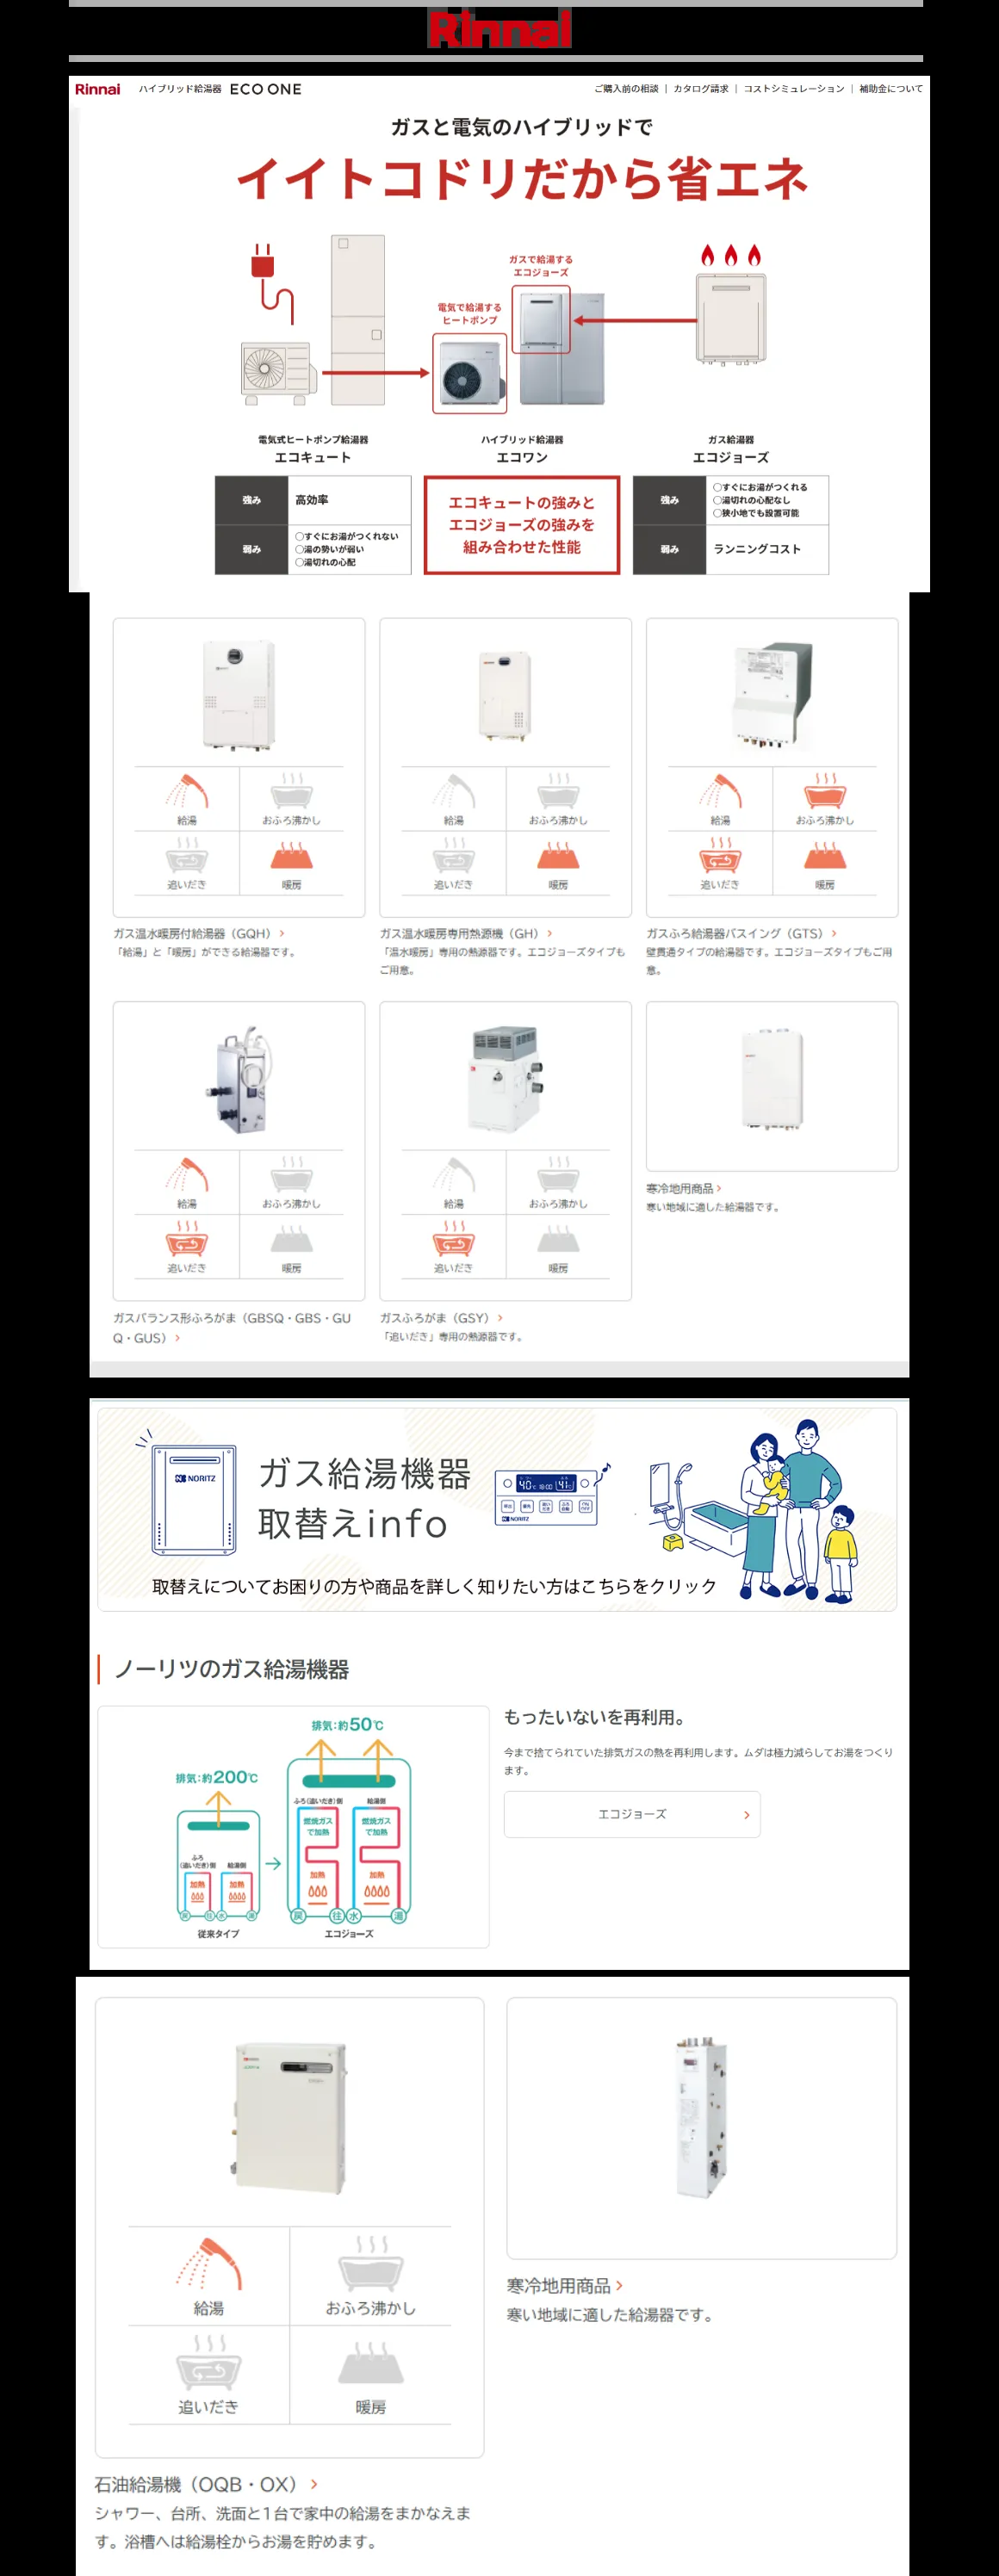 Rinnai
Rinnai ハイブリッド給湯器 ECO ONE
ご購入前の相談 | カタログ請求 | コストシミュレーション | 補助金について
ガスと電気のハイブリッドで
イイトコドリだから省エネ
ガスで給湯する
エコジョーズ
電気で給湯する
ヒートポンプ
電気式ヒートポンプ給湯器
エコキュート
ハイブリッド給湯器
エコワン
ガス給湯器
エコジョーズ
強み
高効率
弱み
○すぐにお湯がつくれない
○湯の勢いが弱い
○湯切れの心配
エコキュートの強みと
エコジョーズの強みを
組み合わせた性能
強み
○すぐにお湯がつくれる
○湯切れの心配なし
○狭小地でも設置可能
弱み
ランニングコスト
給湯
おふろ沸かし
追いだき
暖房
ガス温水暖房付給湯器（GQH） >
「給湯」と「暖房」ができる給湯器です。
給湯
おふろ沸かし
追いだき
暖房
ガス温水暖房専用熱源機（GH） >
「温水暖房」専用の熱源器です。エコジョーズタイプも
ご用意。
給湯
おふろ沸かし
追いだき
暖房
ガスふろ給湯器バスイング（GTS） >
壁貫通タイプの給湯器です。エコジョーズタイプもご用
意。
給湯
おふろ沸かし
追いだき
暖房
ガスバランス形ふろがま（GBSQ・GBS・GU
Q・GUS） >
給湯
おふろ沸かし
追いだき
暖房
ガスふろがま（GSY） >
「追いだき」専用の熱源器です。
寒冷地用商品 >
寒い地域に適した給湯器です。
NORITZ
ガス給湯機器
取替えinfo
40℃ 18:00 41℃
NORITZ
取替えについてお困りの方や商品を詳しく知りたい方はこちらをクリック
ノーリツのガス給湯機器
排気：約50℃
排気：約200℃
ふろ（追いだき）側
給湯側
燃焼ガス
で加熱
燃焼ガス
で加熱
ふろ
（追いだき）側
給湯側
加熱
加熱
加熱
加熱
戻 往 水 湯
戻 往 水 湯
従来タイプ
エコジョーズ
もったいないを再利用。
今まで捨てられていた排気ガスの熱を再利用します。ムダは極力減らしてお湯をつくり
ます。
エコジョーズ >
給湯
おふろ沸かし
追いだき
暖房
石油給湯機（OQB・OX） >
シャワー、台所、洗面と1台で家中の給湯をまかなえま
す。浴槽へは給湯栓からお湯を貯めます。
寒冷地用商品 >
寒い地域に適した給湯器です。